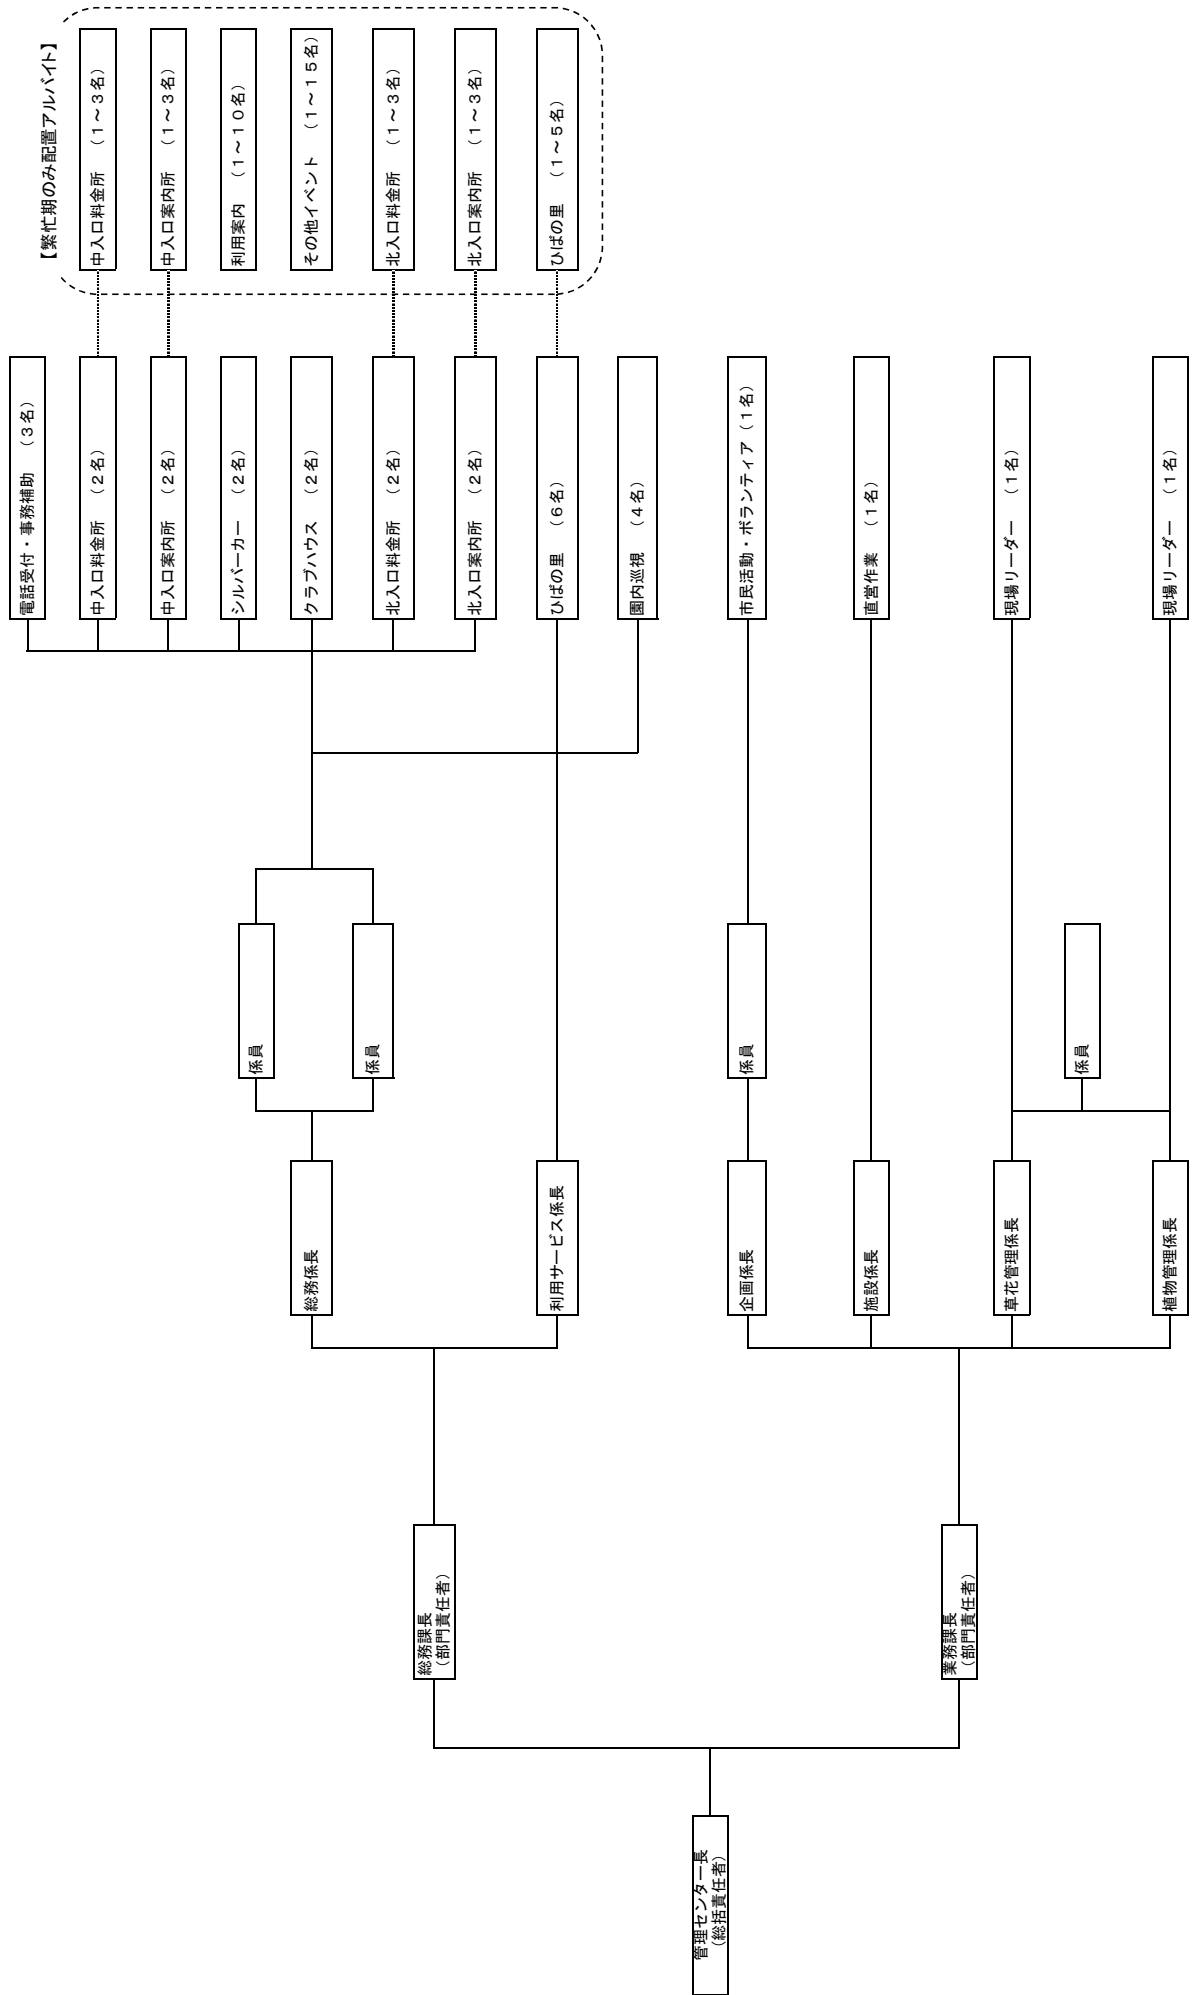 管理センター長
（総括責任者）
総務課長
（部門責任者）
業務課長
（部門責任者）
総務係長
利用サービス係長
企画係長
施設係長
草花管理係長
植物管理係長
係員
係員
係員
係員
電話受付・事務補助　（３名）
中入口料金所　（２名）
中入口案内所　（２名）
シルバーカー　（２名）
クラブハウス　（２名）
北入口料金所　（２名）
北入口案内所　（２名）
ひばの里　（６名）
園内巡視　（４名）
市民活動・ボランティア（１名）
直営作業　（１名）
現場リーダー　（１名）
現場リーダー　（１名）
【繁忙期のみ配置アルバイト】
中入口料金所　（１～３名）
中入口案内所　（１～３名）
利用案内　（１～１０名）
その他イベント　（１～１５名）
北入口料金所　（１～３名）
北入口案内所　（１～３名）
ひばの里　（１～５名）